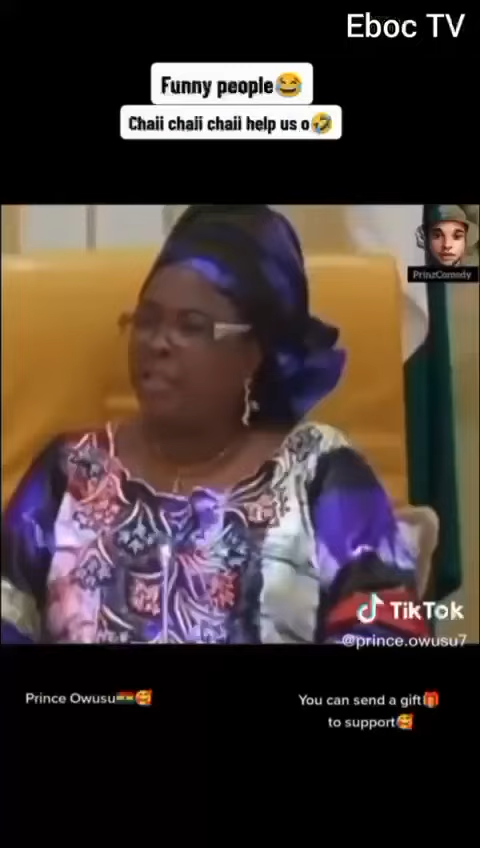 Eboc TV
Funny people😂
Chaii chaii chaii help us o🤣
PrinzComedy
TikTok
@prince.owusu7
Prince Owusu🇬🇭🥰
You can send a gift🎁
to support🥰